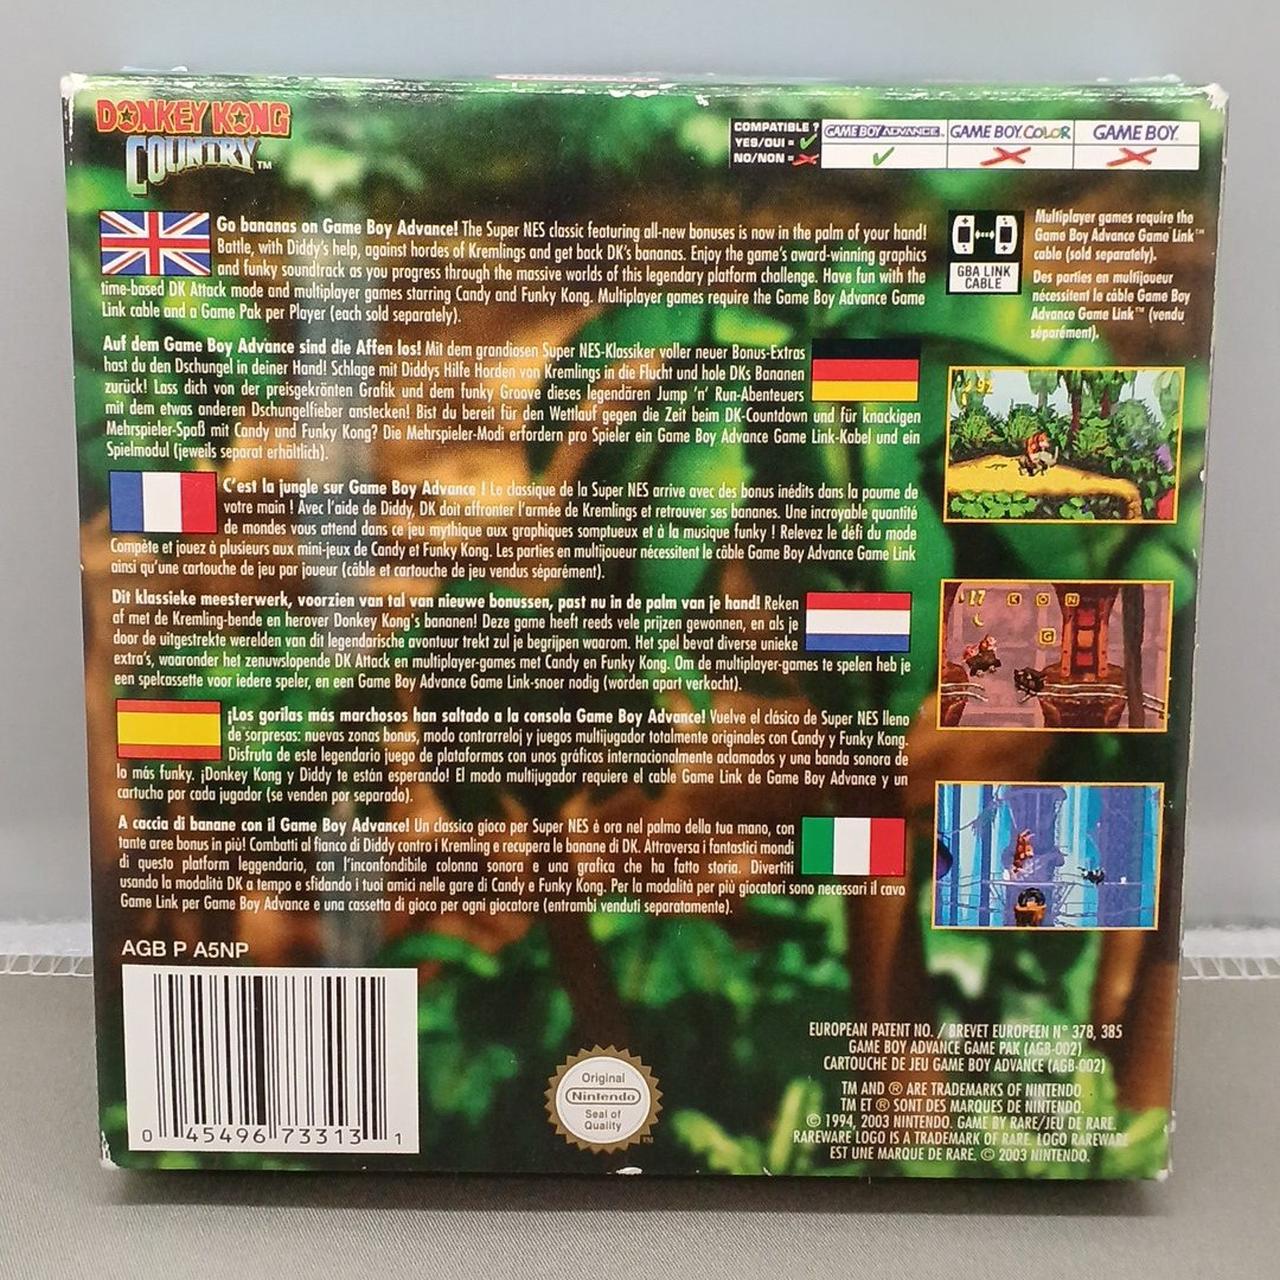 DONKEY KONG
COUNTRY™
COMPATIBLE ?
YES/OUI = ✓
NO/NON = ✗
GAME BOY ADVANCE
GAME BOY COLOR
GAME BOY
Go bananas on Game Boy Advance! The Super NES classic featuring all-new bonuses is now in the palm of your hand!
Battle, with Diddy's help, against hordes of Kremlings and get back DK's bananas. Enjoy the game's award-winning graphics
and funky soundtrack as you progress through the massive worlds of this legendary platform challenge. Have fun with the
time-based DK Attack mode and multiplayer games starring Candy and Funky Kong. Multiplayer games require the Game Boy Advance Game
Link cable and a Game Pak per Player (each sold separately).
GBA LINK
CABLE
Multiplayer games require the
Game Boy Advance Game Link™
cable (sold separately).
Des parties en multijoueur
nécessitent le câble Game Boy
Advance Game Link™ (vendu
séparément).
Auf dem Game Boy Advance sind die Affen los! Mit dem grandiosen Super NES-Klassiker voller neuer Bonus-Extras
hast du den Dschungel in deiner Hand! Schlage mit Diddys Hilfe Horden von Kremlings in die Flucht und hole DKs Bananen
zurück! Lass dich von der preisgekrönten Grafik und dem funky Groove dieses legendären Jump 'n' Run-Abenteuers
mit dem etwas anderen Dschungelfieber anstecken! Bist du bereit für den Wettlauf gegen die Zeit beim DK-Countdown und für knackigen
Mehrspieler-Spaß mit Candy und Funky Kong? Die Mehrspieler-Modi erfordern pro Spieler ein Game Boy Advance Game Link-Kabel und ein
Spielmodul (jeweils separat erhältlich).
C'est la jungle sur Game Boy Advance ! Le classique de la Super NES arrive avec des bonus inédits dans la paume de
votre main ! Avec l'aide de Diddy, DK doit affronter l'armée de Kremlings et retrouver ses bananes. Une incroyable quantité
de mondes vous attend dans ce jeu mythique aux graphiques somptueux et à la musique funky ! Relevez le défi du mode
Compète et jouez à plusieurs aux mini-jeux de Candy et Funky Kong. Les parties en multijoueur nécessitent le câble Game Boy Advance Game Link
ainsi qu'une cartouche de jeu par joueur (câble et cartouche de jeu vendus séparément).
Dit klassieke meesterwerk, voorzien van tal van nieuwe bonussen, past nu in de palm van je hand! Reken
af met de Kremling-bende en herover Donkey Kong's bananen! Deze game heeft reeds vele prijzen gewonnen, en als je
door de uitgestrekte werelden van dit legendarische avontuur trekt zul je begrijpen waarom. Het spel bevat diverse unieke
extra's, waaronder het zenuwslopende DK Attack en multiplayer-games met Candy en Funky Kong. Om de multiplayer-games te spelen heb je
een spelcassette voor iedere speler, en een Game Boy Advance Game Link-snoer nodig (worden apart verkocht).
K O N
G
¡Los gorilas más marchosos han saltado a la consola Game Boy Advance! Vuelve el clásico de Super NES lleno
de sorpresas: nuevas zonas bonus, modo contrarreloj y juegos multijugador totalmente originales con Candy y Funky Kong.
Disfruta de este legendario juego de plataformas con unos gráficos internacionalmente aclamados y una banda sonora de
lo más funky. ¡Donkey Kong y Diddy te están esperando! El modo multijugador requiere el cable Game Link de Game Boy Advance y un
cartucho por cada jugador (se venden por separado).
A caccia di banane con il Game Boy Advance! Un classico gioco per Super NES è ora nel palmo della tua mano, con
tante aree bonus in più! Combatti al fianco di Diddy contro i Kremling e recupera le banane di DK. Attraversa i fantastici mondi
di questo platform leggendario, con l'inconfondibile colonna sonora e una grafica che ha fatto storia. Divertiti
usando la modalità DK a tempo e sfidando i tuoi amici nelle gare di Candy e Funky Kong. Per la modalità per più giocatori sono necessari il cavo
Game Link per Game Boy Advance e una cassetta di gioco per ogni giocatore (entrambi venduti separatamente).
AGB P A5NP
0 45496 73313 1
Original
Nintendo
Seal of
Quality
TM
EUROPEAN PATENT NO. / BREVET EUROPEEN N° 378, 385
GAME BOY ADVANCE GAME PAK (AGB-002)
CARTOUCHE DE JEU GAME BOY ADVANCE (AGB-002)
TM AND ® ARE TRADEMARKS OF NINTENDO.
TM ET ® SONT DES MARQUES DE NINTENDO.
© 1994, 2003 NINTENDO. GAME BY RARE/JEU DE RARE.
RAREWARE LOGO IS A TRADEMARK OF RARE. LOGO RAREWARE
EST UNE MARQUE DE RARE. © 2003 NINTENDO.